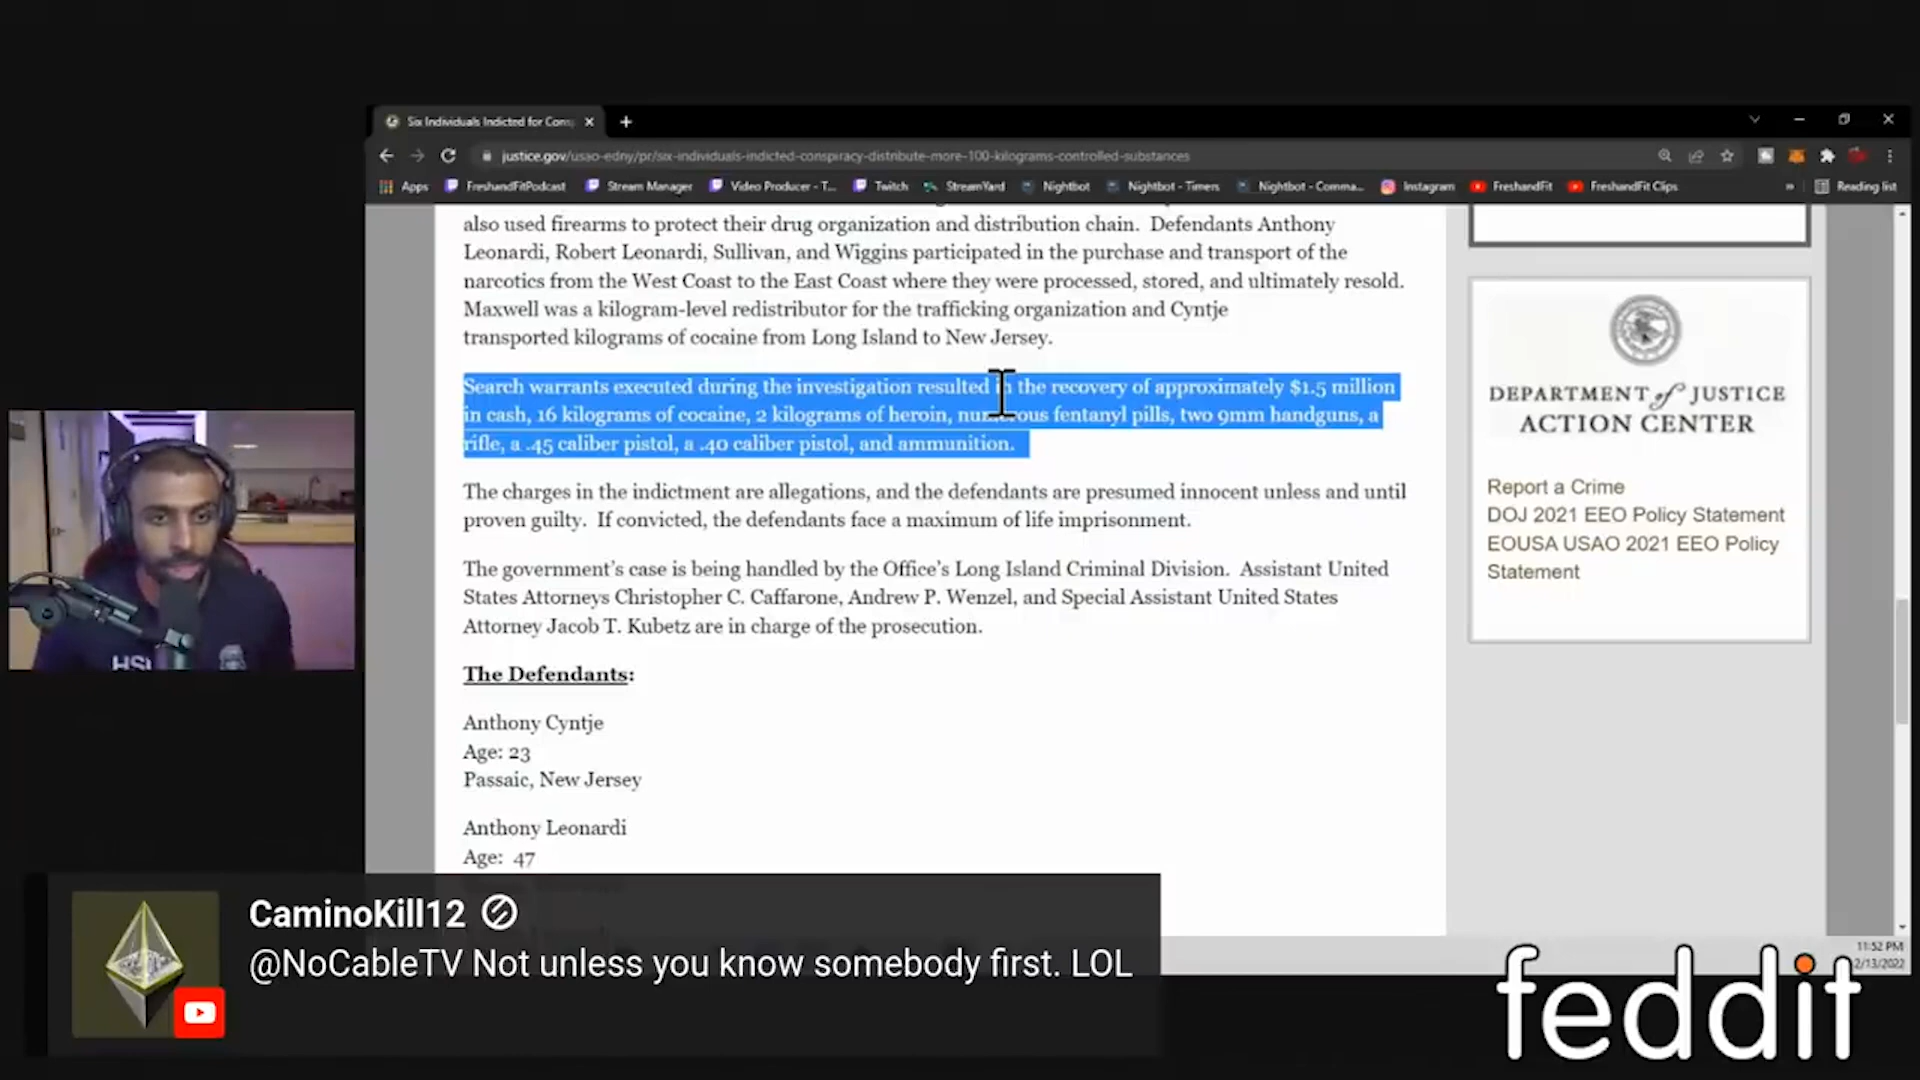 Six Individuals Indicted for Cons
justice.gov/usao-edny/pr/six-individuals-indicted-conspiracy-distribute-more-100-kilograms-controlled-substances
Apps FreshandFitPodcast Stream Manager Video Producer - T... Twitch StreamYard Nightbot Nightbot - Timers Nightbot - Comma... Instagram FreshandFit FreshandFit Clips » Reading list
also used firearms to protect their drug organization and distribution chain. Defendants Anthony
Leonardi, Robert Leonardi, Sullivan, and Wiggins participated in the purchase and transport of the
narcotics from the West Coast to the East Coast where they were processed, stored, and ultimately resold.
Maxwell was a kilogram-level redistributor for the trafficking organization and Cyntje
transported kilograms of cocaine from Long Island to New Jersey.
Search warrants executed during the investigation resulted in the recovery of approximately $1.5 million
in cash, 16 kilograms of cocaine, 2 kilograms of heroin, numerous fentanyl pills, two 9mm handguns, a
rifle, a .45 caliber pistol, a .40 caliber pistol, and ammunition.
The charges in the indictment are allegations, and the defendants are presumed innocent unless and until
proven guilty. If convicted, the defendants face a maximum of life imprisonment.
The government's case is being handled by the Office's Long Island Criminal Division. Assistant United
States Attorneys Christopher C. Caffarone, Andrew P. Wenzel, and Special Assistant United States
Attorney Jacob T. Kubetz are in charge of the prosecution.
The Defendants:
Anthony Cyntje
Age: 23
Passaic, New Jersey
Anthony Leonardi
Age: 47
DEPARTMENT of JUSTICE
ACTION CENTER
Report a Crime
DOJ 2021 EEO Policy Statement
EOUSA USAO 2021 EEO Policy
Statement
HSI
CaminoKill12
@NoCableTV Not unless you know somebody first. LOL
11:52 PM
2/13/2022
feddit